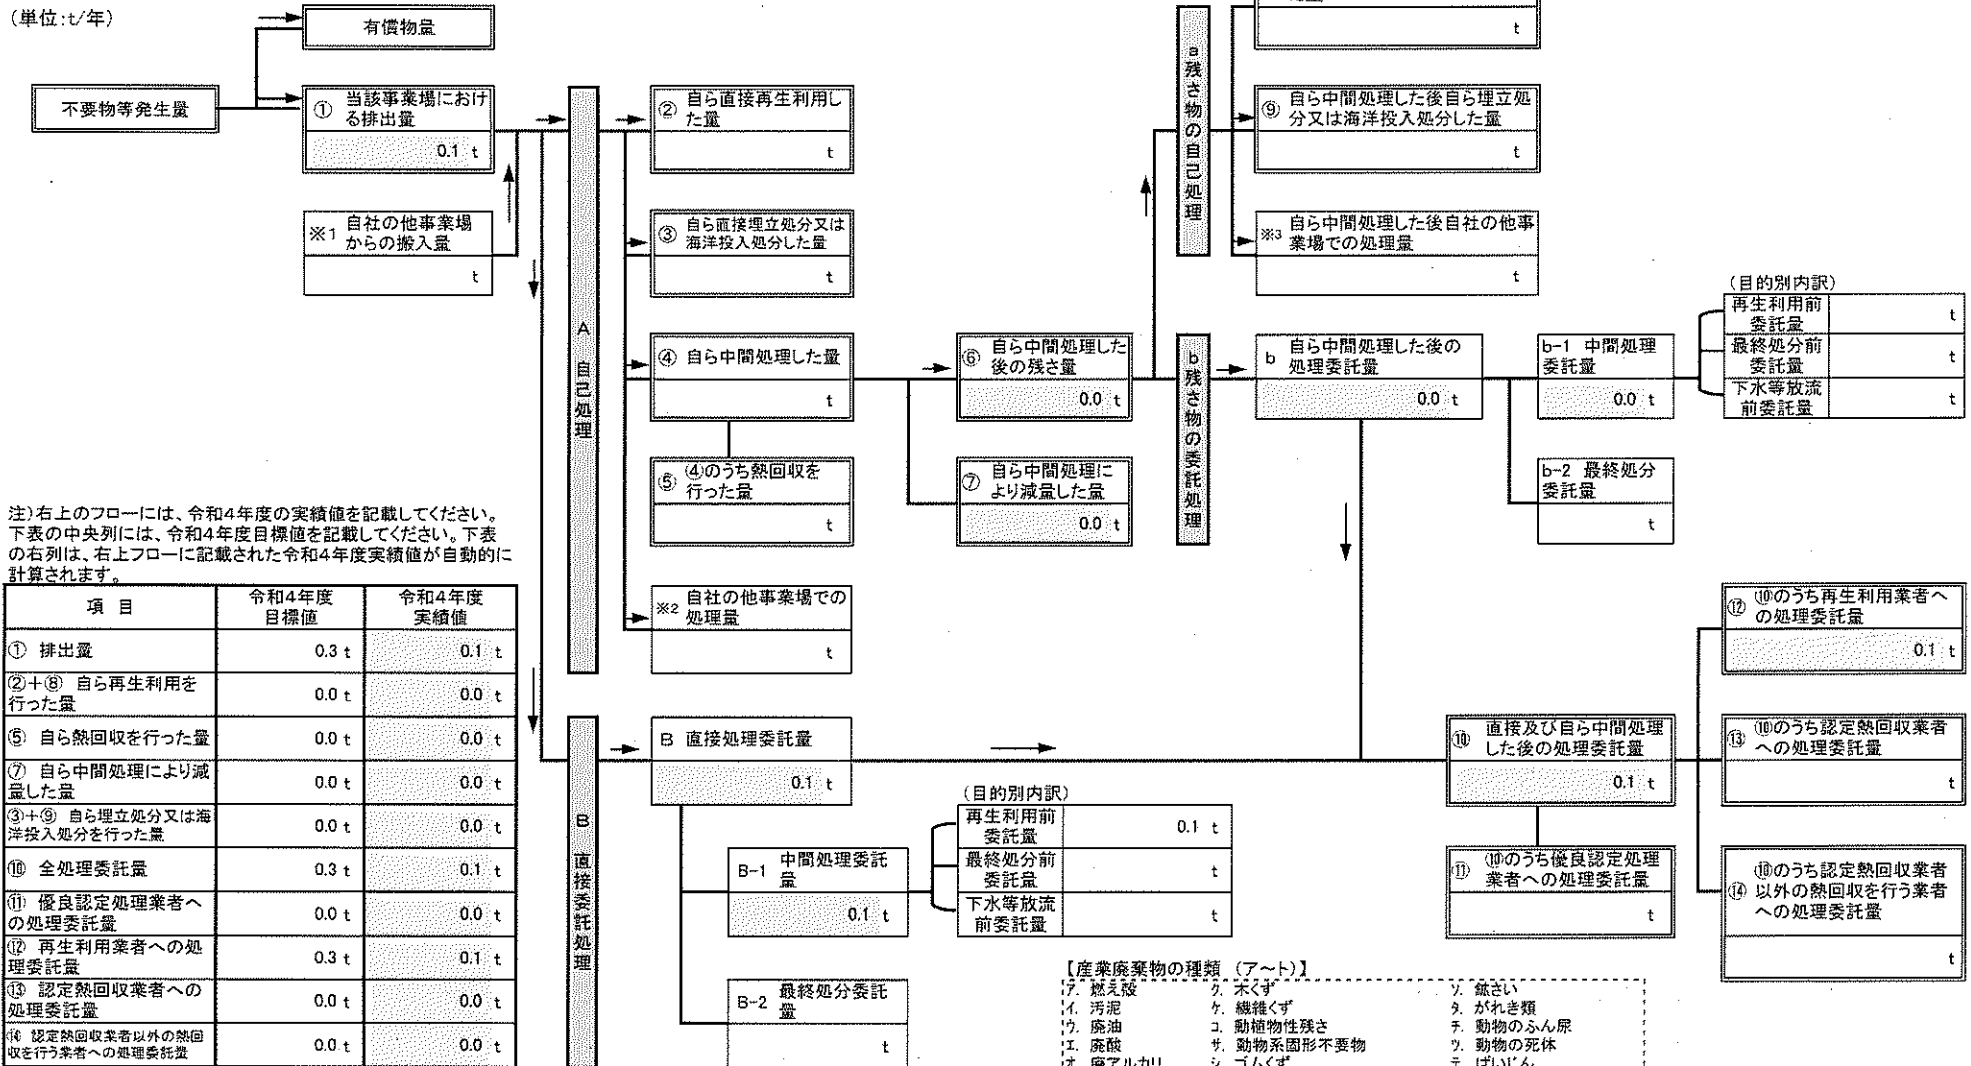 (単位:t/年)
有償物量
t
不要物等発生量
① 当該事業場におけ
る排出量
0.1 t
※1 自社の他事業場
からの搬入量
t
A 自己処理
② 自ら直接再生利用し
た量
t
③ 自ら直接埋立処分又は
海洋投入処分した量
t
④ 自ら中間処理した量
t
⑤ ④のうち熱回収を
行った量
t
※2 自社の他事業場での
処理量
t
⑥ 自ら中間処理した
後の残さ量
0.0 t
⑦ 自ら中間処理に
より減量した量
0.0 t
a 残さ物の自己処理
⑨ 自ら中間処理した後自ら埋立処
分又は海洋投入処分した量
t
※3 自ら中間処理した後自社の他事
業場での処理量
t
b 残さ物の委託処理
b 自ら中間処理した後の
処理委託量
0.0 t
b-1 中間処理
委託量
0.0 t
b-2 最終処分
委託量
t
(目的別内訳)
再生利用前
委託量
t
最終処分前
委託量
t
下水等放流
前委託量
t
注)右上のフローには、令和4年度の実績値を記載してください。
下表の中央列には、令和4年度目標値を記載してください。下表
の右列は、右上フローに記載された令和4年度実績値が自動的に
計算されます。
項 目 令和4年度
目標値 令和4年度
実績値
① 排出量 0.3 t 0.1 t
②+⑧ 自ら再生利用を
行った量 0.0 t 0.0 t
⑤ 自ら熱回収を行った量 0.0 t 0.0 t
⑦ 自ら中間処理により減
量した量 0.0 t 0.0 t
③+⑨ 自ら埋立処分又は海
洋投入処分を行った量 0.0 t 0.0 t
⑩ 全処理委託量 0.3 t 0.1 t
⑪ 優良認定処理業者へ
の処理委託量 0.0 t 0.0 t
⑫ 再生利用業者への処
理委託量 0.3 t 0.1 t
⑬ 認定熱回収業者への
処理委託量 0.0 t 0.0 t
⑭ 認定熱回収業者以外の熱回
収を行う業者への処理委託量 0.0 t 0.0 t
B 直接委託処理
B 直接処理委託量
0.1 t
B-1 中間処理委託
量
0.1 t
B-2 最終処分委託
量
t
(目的別内訳)
再生利用前
委託量
0.1 t
最終処分前
委託量
t
下水等放流
前委託量
t
⑩ 直接及び自ら中間処理
した後の処理委託量
0.1 t
⑪ ⑩のうち優良認定処理
業者への処理委託量
t
⑫ ⑩のうち再生利用業者へ
の処理委託量
0.1 t
⑬ ⑩のうち認定熱回収業者
への処理委託量
t
⑭ ⑩のうち認定熱回収業者
以外の熱回収を行う業者
への処理委託量
t
【産業廃棄物の種類 (ア~ト)】
ア. 燃え殻 ク. 木くず ソ. 鉱さい
イ. 汚泥 ケ. 繊維くず タ. がれき類
ウ. 廃油 コ. 動植物性残さ チ. 動物のふん尿
エ. 廃酸 サ. 動物系固形不要物 ツ. 動物の死体
オ. 廃アルカリ シ. ゴムくず テ. ばいじん